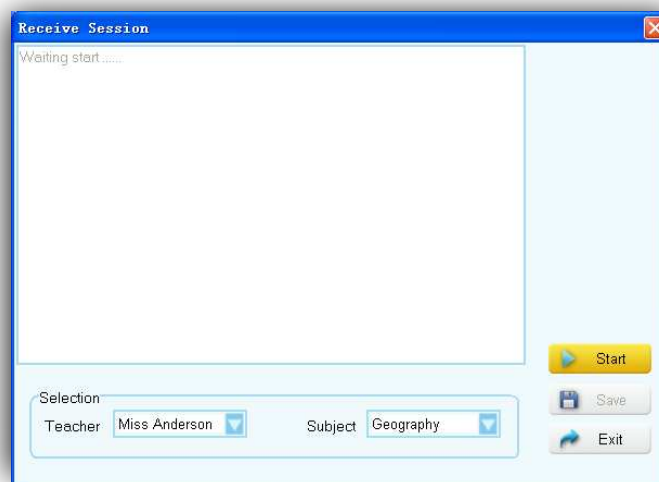 Receive Session
Waiting start ......
Start
Save
Exit
Selection
Teacher Miss Anderson Subject Geography